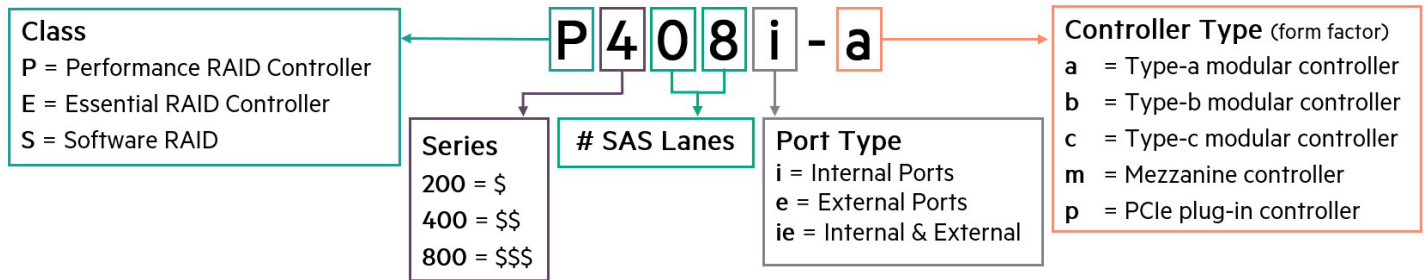 P408i-a
Class
P = Performance RAID Controller
E = Essential RAID Controller
S = Software RAID
Series
200 = $
400 = $$
800 = $$$
# SAS Lanes
Port Type
i = Internal Ports
e = External Ports
ie = Internal & External
Controller Type (form factor)
a = Type-a modular controller
b = Type-b modular controller
c = Type-c modular controller
m = Mezzanine controller
p = PCIe plug-in controller